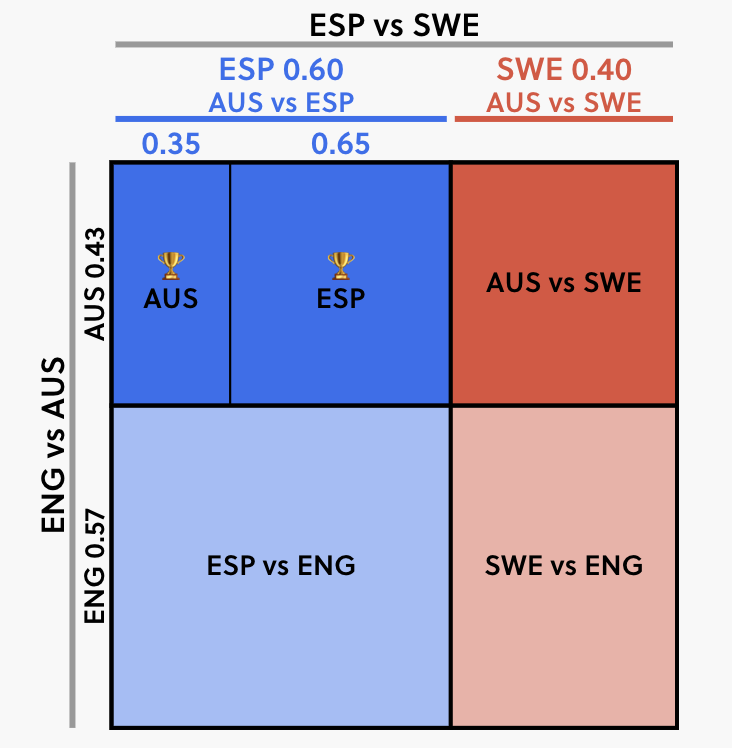 ESP vs SWE
ESP 0.60
SWE 0.40
AUS vs ESP
AUS vs SWE
0.35
0.65
ENG vs AUS
AUS 0.43
AUS
ESP
AUS vs SWE
ENG 0.57
ESP vs ENG
SWE vs ENG